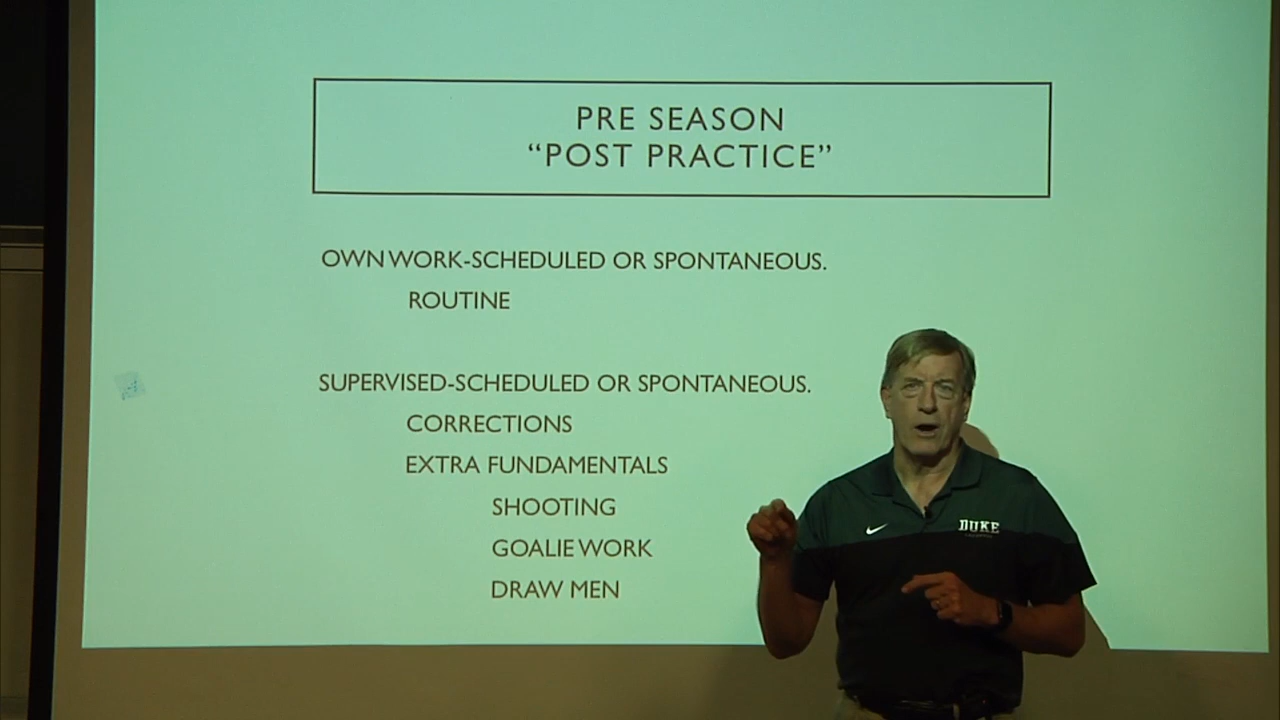 PRE SEASON
“POST PRACTICE”
OWN WORK-SCHEDULED OR SPONTANEOUS.
ROUTINE
SUPERVISED-SCHEDULED OR SPONTANEOUS.
CORRECTIONS
EXTRA FUNDAMENTALS
SHOOTING
GOALIE WORK
DRAW MEN
DUKE